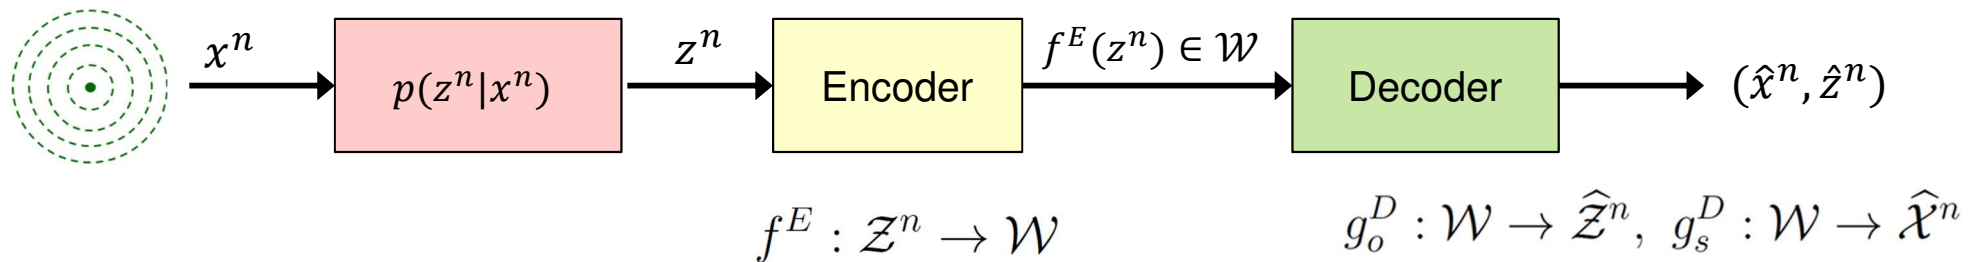 xⁿ p(zⁿ|xⁿ) zⁿ Encoder f^E(zⁿ) ∈ 𝒲 Decoder (x̂ⁿ, ẑⁿ)
f^E : 𝒵ⁿ → 𝒲 g_o^D : 𝒲 → 𝒵̂ⁿ, g_s^D : 𝒲 → 𝒳̂ⁿ